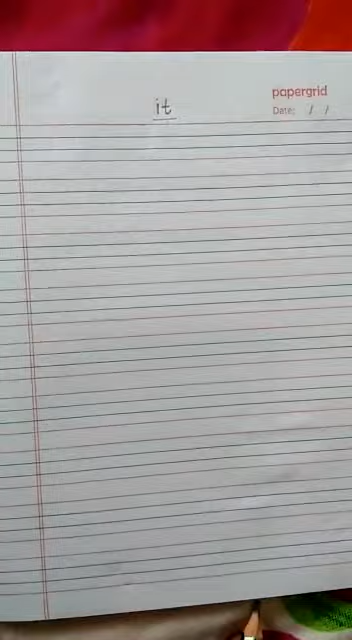 it
papergrid
Date: / /